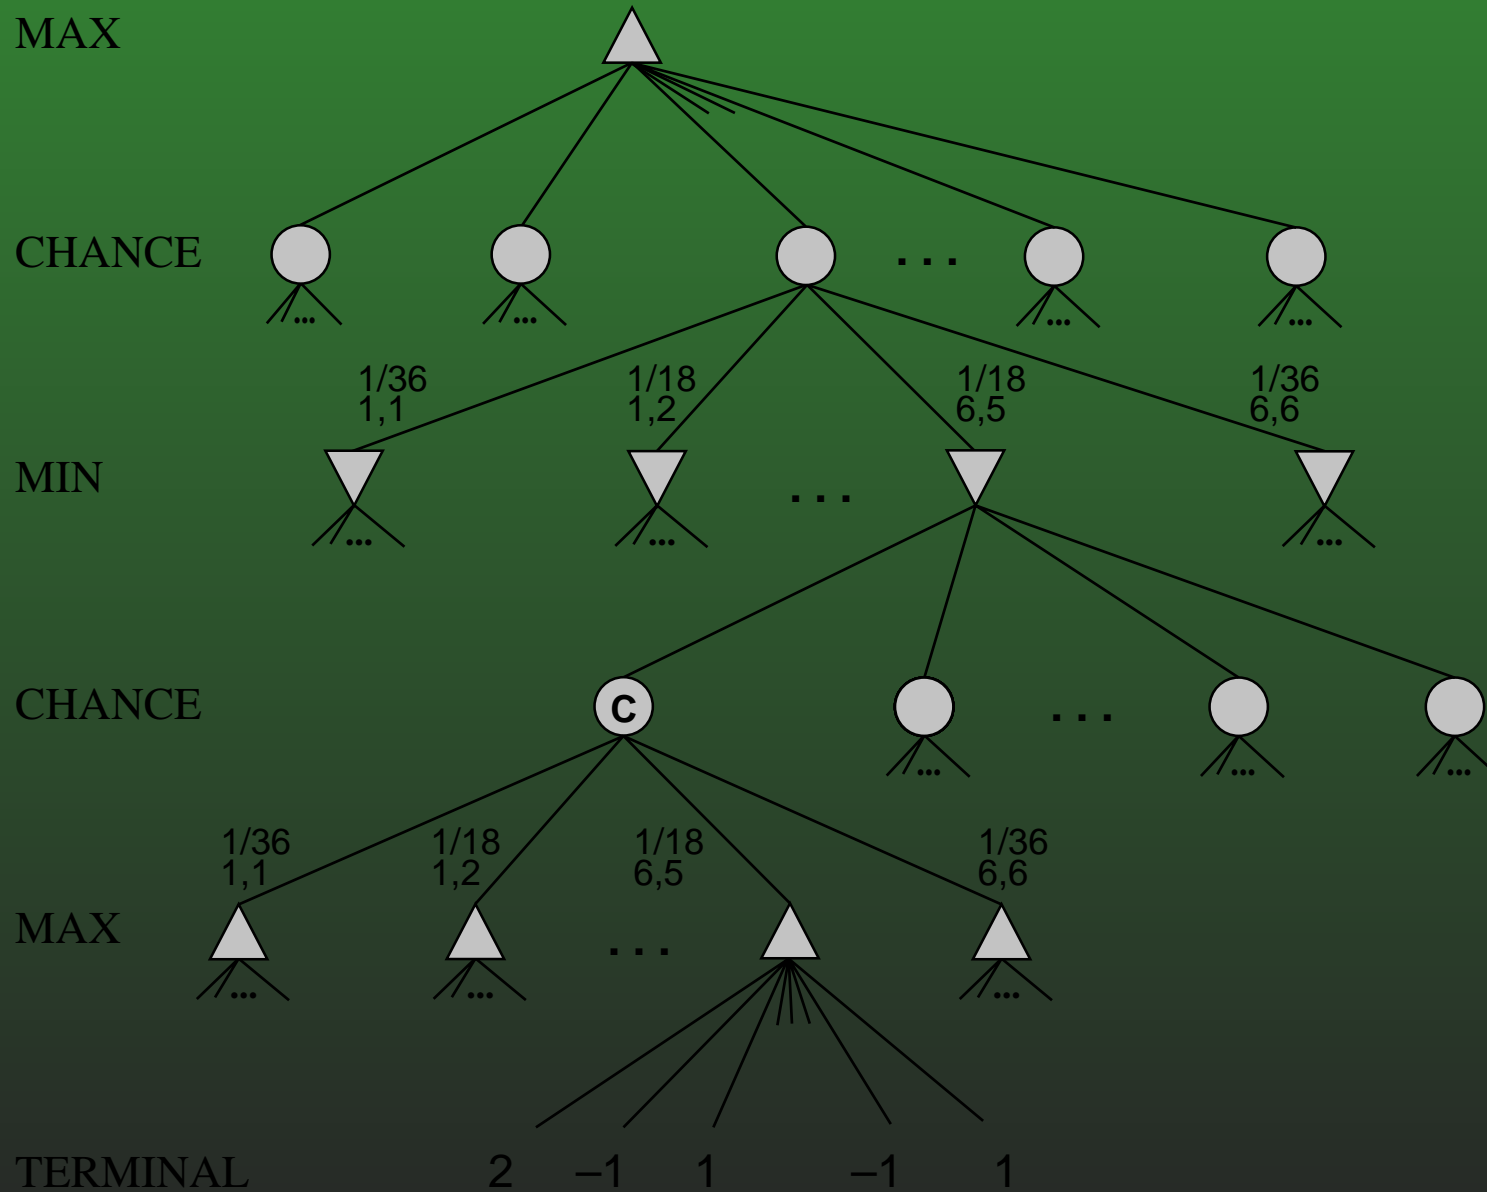 MAX
CHANCE
. . .
...
...
...
...
1/36 1/18 1/18 1/36
1,1 1,2 6,5 6,6
MIN
. . .
...
...
...
CHANCE
C
. . .
...
...
...
1/36 1/18 1/18 1/36
1,1 1,2 6,5 6,6
MAX
. . .
...
...
...
TERMINAL 2 –1 1 –1 1